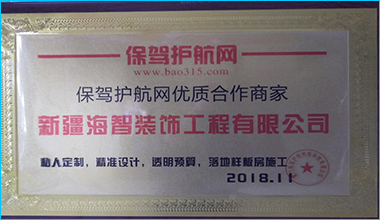 保驾护航网
www.bao315.com
保驾护航网优质合作商家
新疆海智装饰工程有限公司
私人定制，精准设计，透明预算，落地样板房施工
2018.11